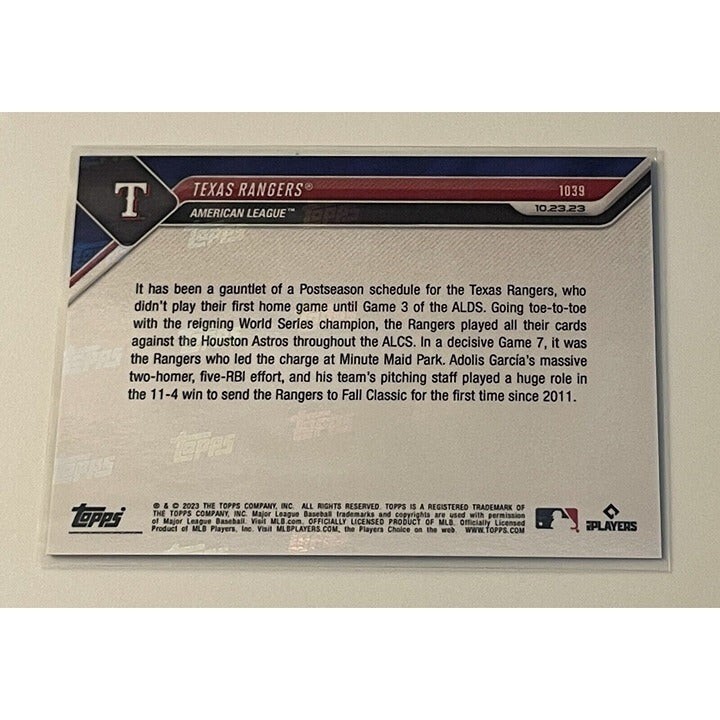 T
TEXAS RANGERS®
1039
AMERICAN LEAGUE™
10.23.23
It has been a gauntlet of a Postseason schedule for the Texas Rangers, who
didn't play their first home game until Game 3 of the ALDS. Going toe-to-toe
with the reigning World Series champion, the Rangers played all their cards
against the Houston Astros throughout the ALCS. In a decisive Game 7, it was
the Rangers who led the charge at Minute Maid Park. Adolis García's massive
two-homer, five-RBI effort, and his team's pitching staff played a huge role in
the 11-4 win to send the Rangers to Fall Classic for the first time since 2011.
Topps
® & © 2023 THE TOPPS COMPANY, INC. ALL RIGHTS RESERVED. TOPPS IS A REGISTERED TRADEMARK OF
THE TOPPS COMPANY, INC. Major League Baseball trademarks and copyrights are used with permission
of Major League Baseball. Visit MLB.com. OFFICIALLY LICENSED PRODUCT OF MLB. Officially Licensed
Product of MLB Players, Inc. Visit MLBPLAYERS.COM, the Players Choice on the web. WWW.TOPPS.COM
PLAYERS